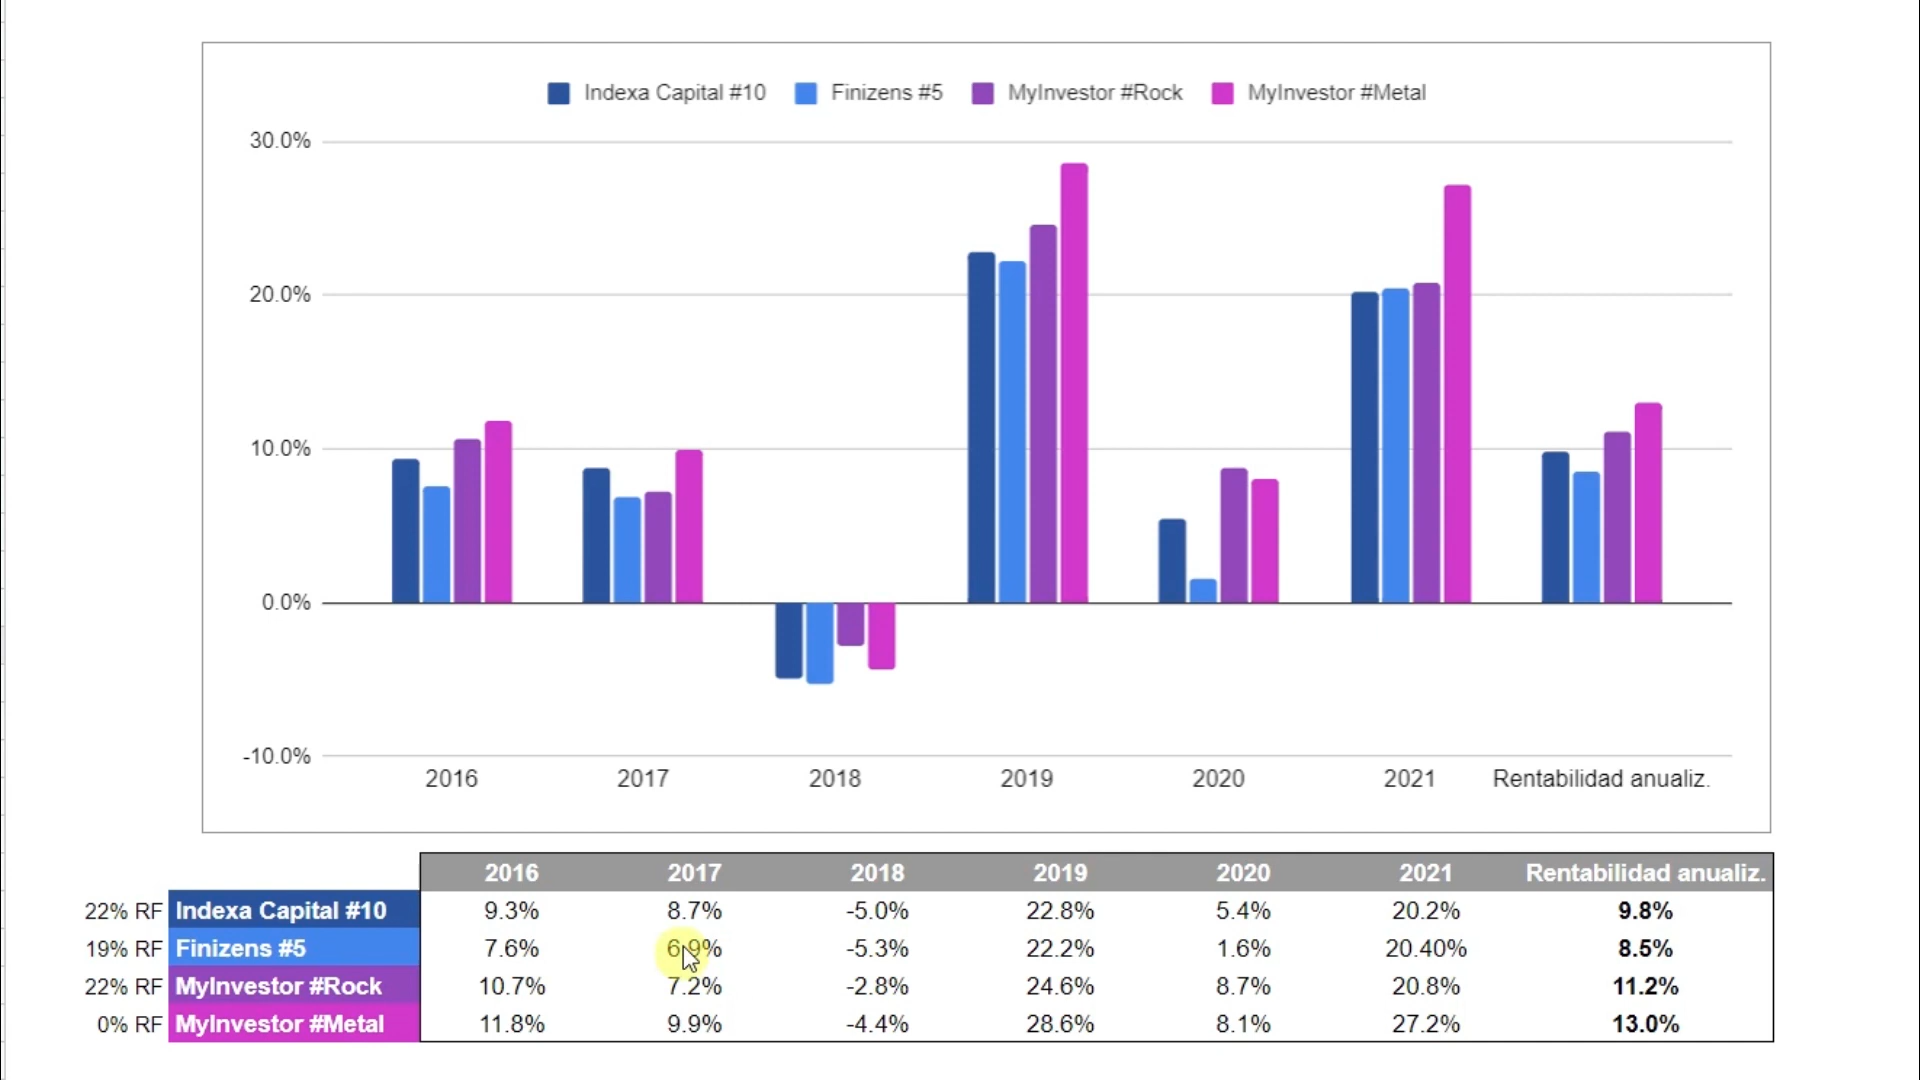 Indexa Capital #10 Finizens #5 MyInvestor #Rock MyInvestor #Metal
30.0%
20.0%
10.0%
0.0%
-10.0%
2016 2017 2018 2019 2020 2021 Rentabilidad anualiz.
2016 2017 2018 2019 2020 2021 Rentabilidad anualiz.
22% RF Indexa Capital #10 9.3% 8.7% -5.0% 22.8% 5.4% 20.2% 9.8%
19% RF Finizens #5 7.6% 6.9% -5.3% 22.2% 1.6% 20.40% 8.5%
22% RF MyInvestor #Rock 10.7% 7.2% -2.8% 24.6% 8.7% 20.8% 11.2%
0% RF MyInvestor #Metal 11.8% 9.9% -4.4% 28.6% 8.1% 27.2% 13.0%